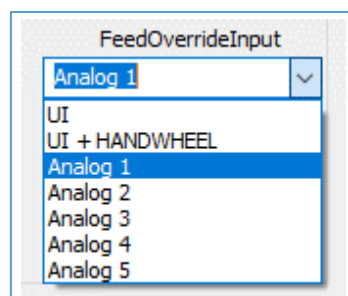 FeedOverrideInput
Analog 1
UI
UI + HANDWHEEL
Analog 1
Analog 2
Analog 3
Analog 4
Analog 5